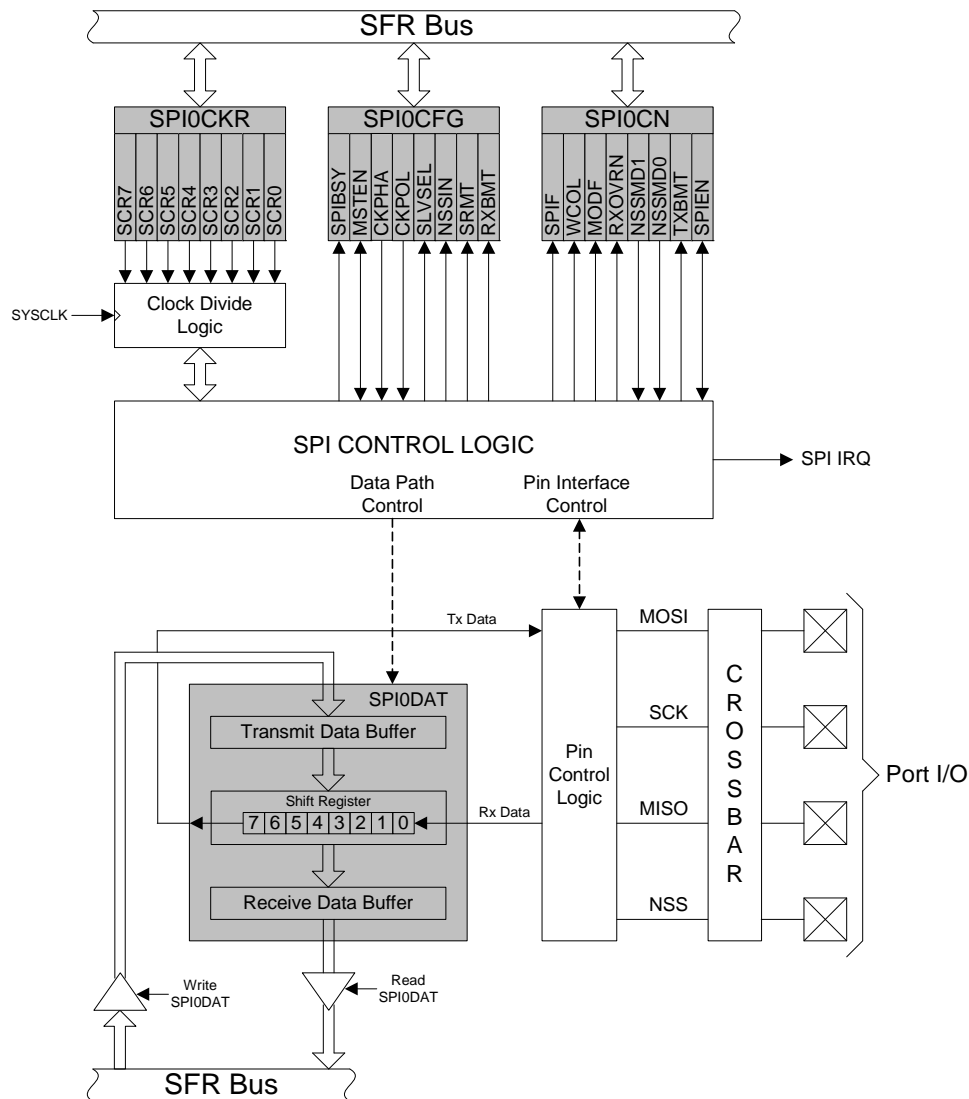 SFR Bus
SPI0CKR
SPI0CFG
SPI0CN
SCR7
SCR6
SCR5
SCR4
SCR3
SCR2
SCR1
SCR0
SPIBSY
MSTEN
CKPHA
CKPOL
SLVSEL
NSSIN
SRMT
RXBMT
SPIF
WCOL
MODF
RXOVRN
NSSMD1
NSSMD0
TXBMT
SPIEN
SYSCLK
Clock Divide
Logic
SPI CONTROL LOGIC
SPI IRQ
Data Path
Control
Pin Interface
Control
Tx Data
MOSI
SPI0DAT
Transmit Data Buffer
SCK
Shift Register
7 6 5 4 3 2 1 0
Rx Data
Pin
Control
Logic
MISO
CROSSBAR
Port I/O
Receive Data Buffer
NSS
Write
SPI0DAT
Read
SPI0DAT
SFR Bus